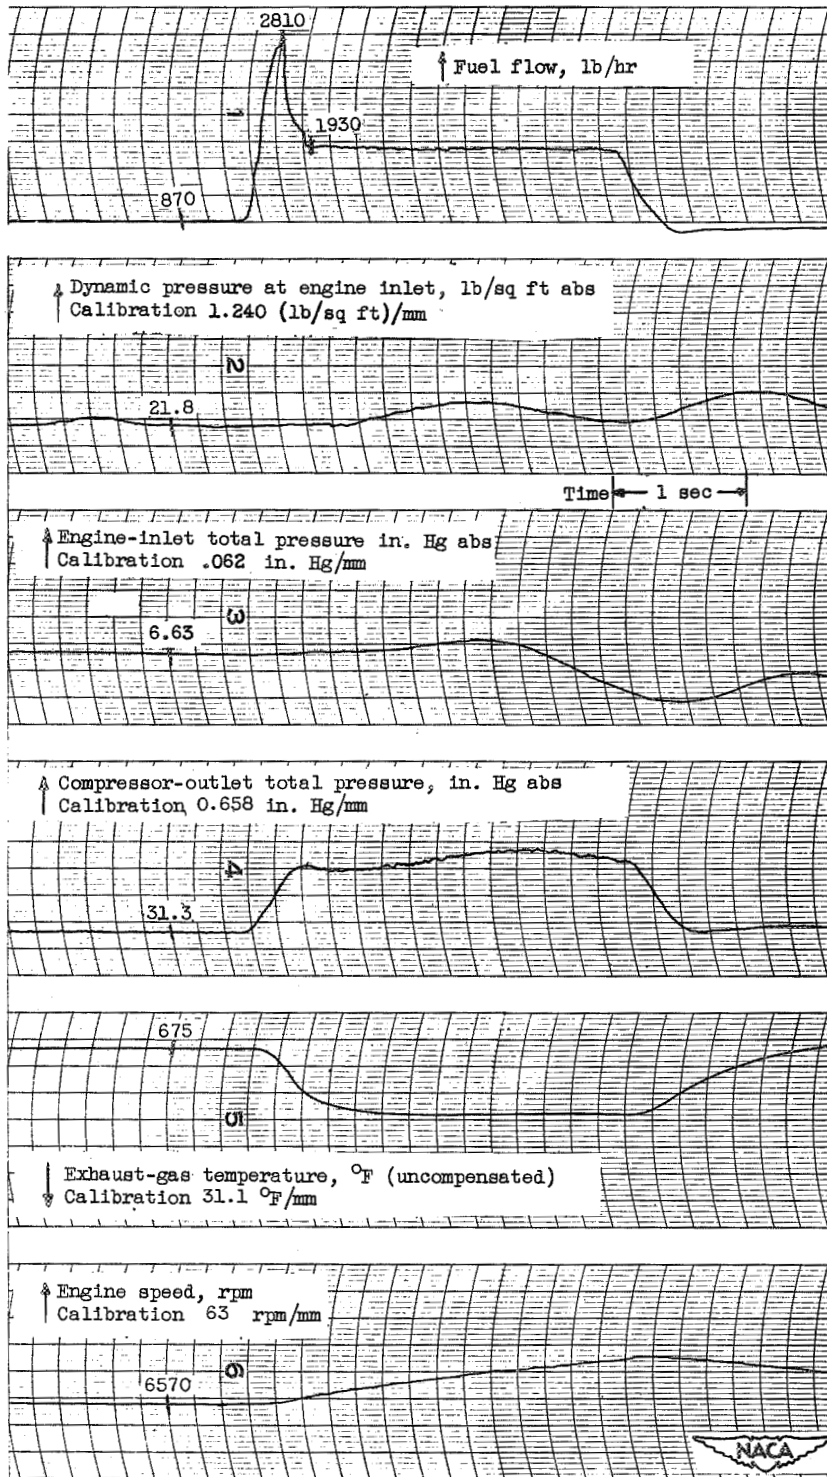 2810
Fuel flow, lb/hr
1
1930
870
Dynamic pressure at engine inlet, lb/sq ft abs
Calibration 1.240 (lb/sq ft)/mm
2
21.8
Time 1 sec
Engine-inlet total pressure in. Hg abs
Calibration .062 in. Hg/mm
3
6.63
Compressor-outlet total pressure, in. Hg abs
Calibration 0.658 in. Hg/mm
4
31.3
675
5
Exhaust-gas temperature, °F (uncompensated)
Calibration 31.1 °F/mm
Engine speed, rpm
Calibration 63 rpm/mm
6
6570
NACA